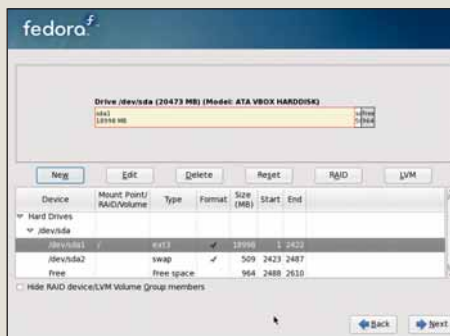 fedora
Drive /dev/sda (20473 MB) (Model: ATA VBOX HARDDISK)
sda1 Free
18998 MB 964
New Edit Delete Reset RAID LVM
Device Mount Point/ RAID/Volume Type Format Size (MB) Start End
Hard Drives
/dev/sda
/dev/sda1 / ext3 ✓ 18998 1 2422
/dev/sda2 swap ✓ 509 2423 2487
Free Free space 964 2488 2610
Hide RAID device/LVM Volume Group members
Back Next